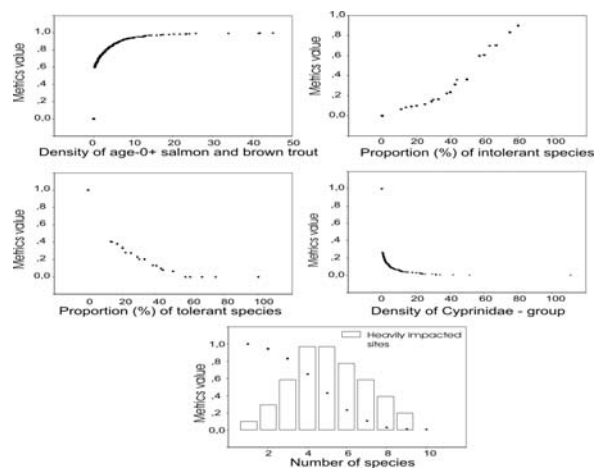 Metrics value
1,0
,8
,6
,4
,2
0,0
0 10 20 30 40 50
Density of age-0+ salmon and brown trout
Metrics value
1,0
,8
,6
,4
,2
0,0
0 20 40 60 80 100
Proportion (%) of intolerant species
Metrics value
1,0
,8
,6
,4
,2
0,0
0 20 40 60 80 100
Proportion (%) of tolerant species
Metrics value
1,0
,8
,6
,4
,2
0,0
0 20 40 60 80 100
Density of Cyprinidae - group
Heavily impacted
sites
Metrics value
1,0
,8
,6
,4
,2
0,0
2 4 6 8 10
Number of species